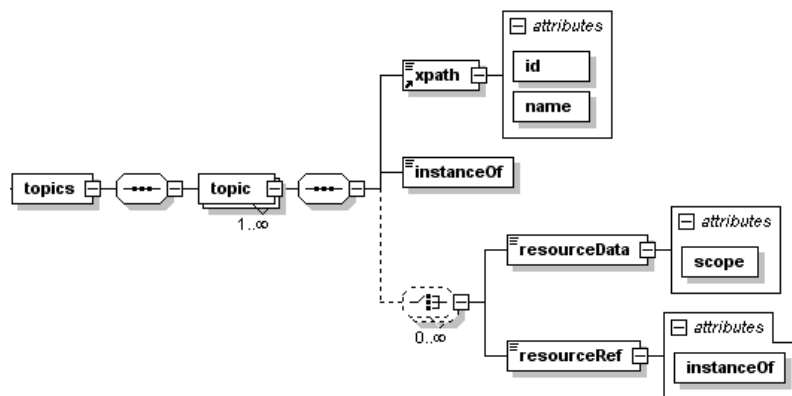 attributes
id
name
xpath
instanceOf
topics
topic
1..∞
attributes
scope
resourceData
0..∞
attributes
instanceOf
resourceRef